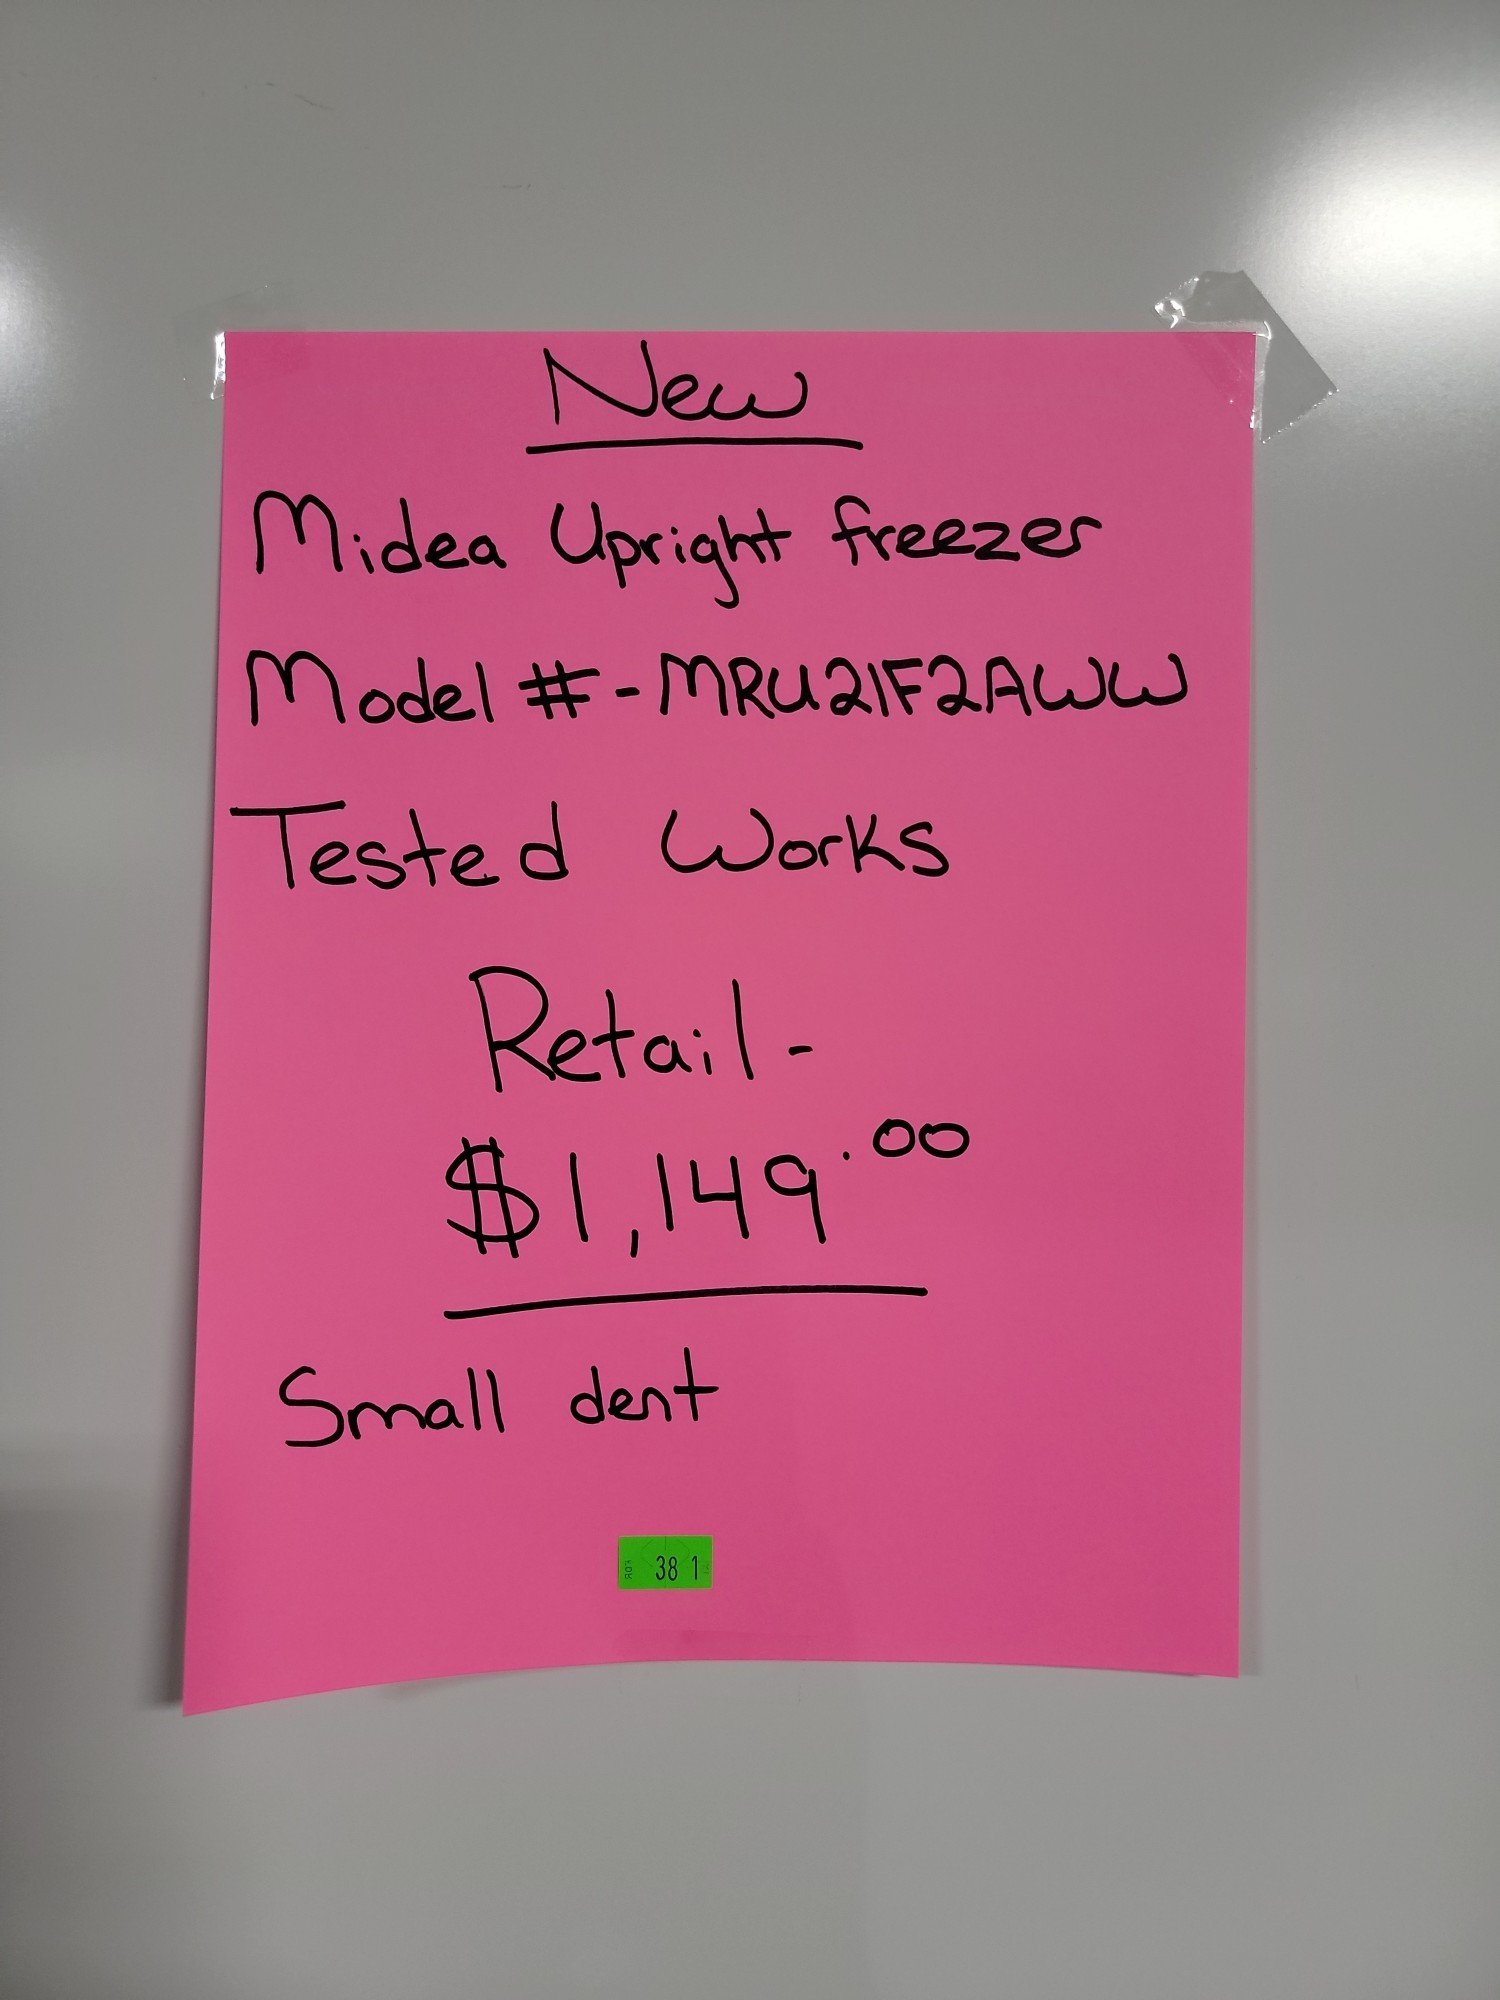 New
Midea Upright freezer
Model #-MRU21F2AWW
Tested Works
Retail-
$1,149.00
Small dent
38 1